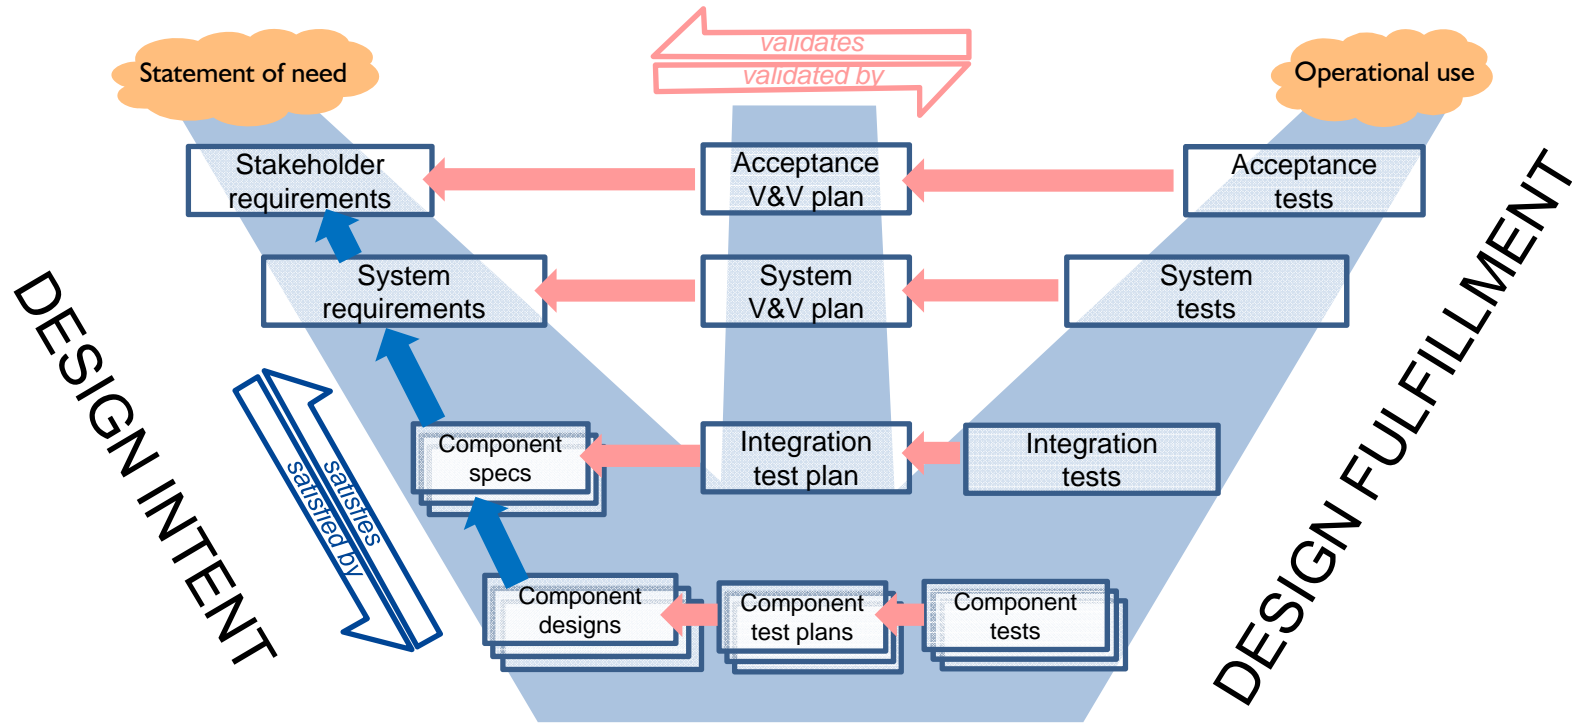 validates
validated by
Statement of need
Operational use
Stakeholder
requirements
Acceptance
V&V plan
Acceptance
tests
System
requirements
System
V&V plan
System
tests
DESIGN INTENT
satisfies
satisfied by
DESIGN FULFILLMENT
Component
specs
Integration
test plan
Integration
tests
Component
designs
Component
test plans
Component
tests